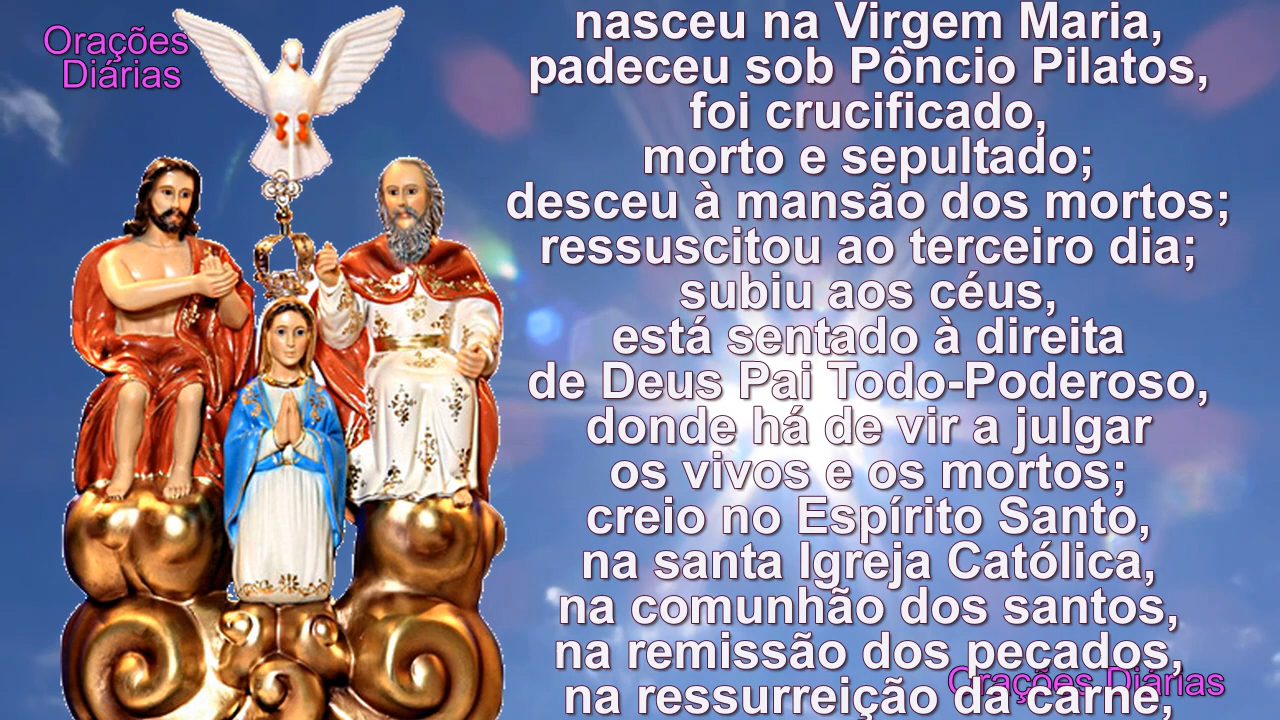 Orações
Diárias
nasceu na Virgem Maria,
padeceu sob Pôncio Pilatos,
foi crucificado,
morto e sepultado;
desceu à mansão dos mortos;
ressuscitou ao terceiro dia;
subiu aos céus,
está sentado à direita
de Deus Pai Todo-Poderoso,
donde há de vir a julgar
os vivos e os mortos;
creio no Espírito Santo,
na santa Igreja Católica,
na comunhão dos santos,
na remissão dos pecados,
Orações Diárias
na ressurreição da carne,